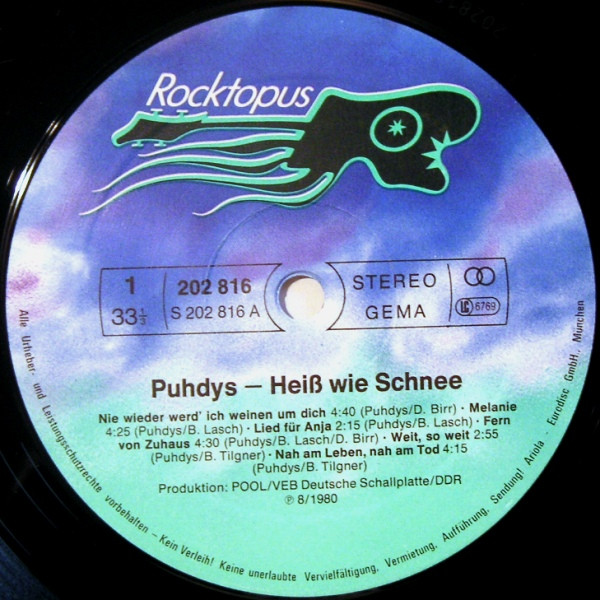 Rocktopus
1
202 816
STEREO
33⅓
S 202 816 A
GEMA
LC 6769
Puhdys – Heiß wie Schnee
Nie wieder werd' ich weinen um dich 4:40 (Puhdys/D. Birr) · Melanie
4:25 (Puhdys/B. Lasch) · Lied für Anja 2:15 (Puhdys/B. Lasch) · Fern
von Zuhaus 4:30 (Puhdys/B. Lasch/D. Birr) · Weit, so weit 2:55
(Puhdys/B. Tilgner) · Nah am Leben, nah am Tod 4:15
(Puhdys/B. Tilgner)
Produktion: POOL/VEB Deutsche Schallplatte/DDR
℗ 8/1980
Alle Urheber- und Leistungsschutzrechte vorbehalten – Kein Verleih! Keine unerlaubte Vervielfältigung, Vermietung, Aufführung, Sendung! Ariola - Eurodisc GmbH., München